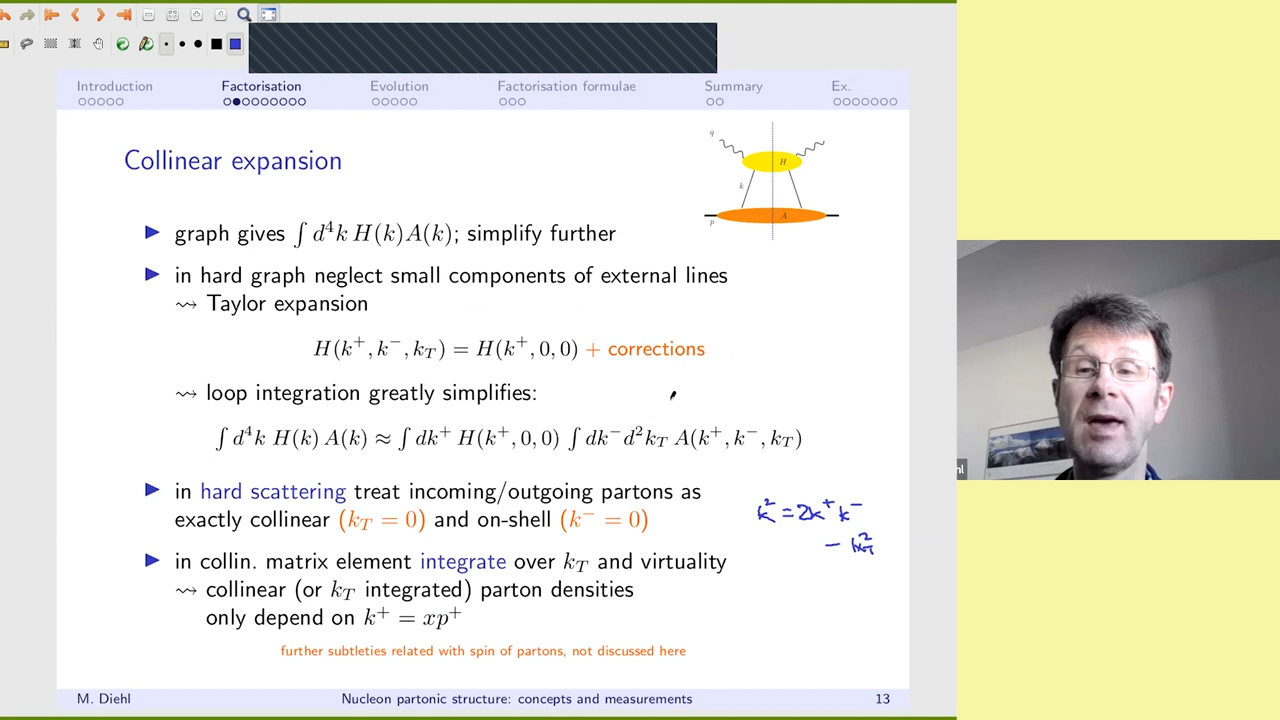 Introduction Factorisation Evolution Factorisation formulae Summary Ex.
Collinear expansion
q
H
k
p
A
graph gives ∫ d⁴k H(k)A(k); simplify further
in hard graph neglect small components of external lines
⇝ Taylor expansion
H(k⁺, k⁻, k_T) = H(k⁺, 0, 0) + corrections
⇝ loop integration greatly simplifies:
∫ d⁴k H(k) A(k) ≈ ∫ dk⁺ H(k⁺, 0, 0) ∫ dk⁻d²k_T A(k⁺, k⁻, k_T)
in hard scattering treat incoming/outgoing partons as
exactly collinear (k_T = 0) and on-shell (k⁻ = 0)
k² = 2k⁺k⁻
− k_T²
in collin. matrix element integrate over k_T and virtuality
⇝ collinear (or k_T integrated) parton densities
only depend on k⁺ = xp⁺
further subtleties related with spin of partons, not discussed here
M. Diehl Nucleon partonic structure: concepts and measurements 13